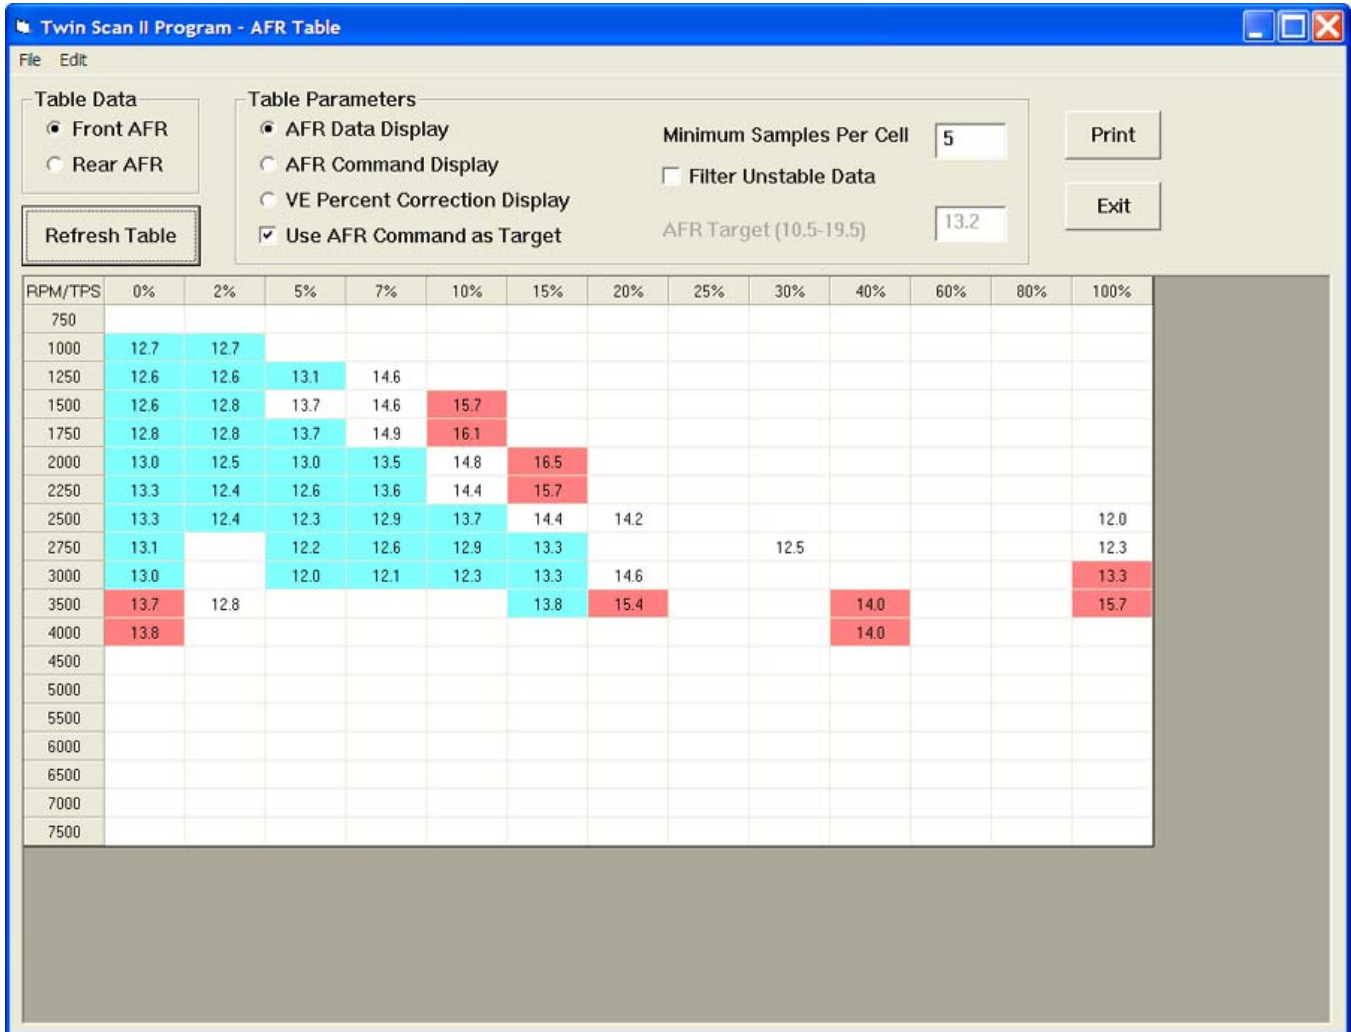 Twin Scan II Program - AFR Table
File Edit
Table Data
Front AFR
Rear AFR
Refresh Table
Table Parameters
AFR Data Display
AFR Command Display
VE Percent Correction Display
Use AFR Command as Target
Minimum Samples Per Cell 5
Filter Unstable Data
AFR Target (10.5-19.5) 13.2
Print
Exit
RPM/TPS 0% 2% 5% 7% 10% 15% 20% 25% 30% 40% 60% 80% 100%
750
1000 12.7 12.7
1250 12.6 12.6 13.1 14.6
1500 12.6 12.8 13.7 14.6 15.7
1750 12.8 12.8 13.7 14.9 16.1
2000 13.0 12.5 13.0 13.5 14.8 16.5
2250 13.3 12.4 12.6 13.6 14.4 15.7
2500 13.3 12.4 12.3 12.9 13.7 14.4 14.2 12.0
2750 13.1 12.2 12.6 12.9 13.3 12.5 12.3
3000 13.0 12.0 12.1 12.3 13.3 14.6 13.3
3500 13.7 12.8 13.8 15.4 14.0 15.7
4000 13.8 14.0
4500
5000
5500
6000
6500
7000
7500